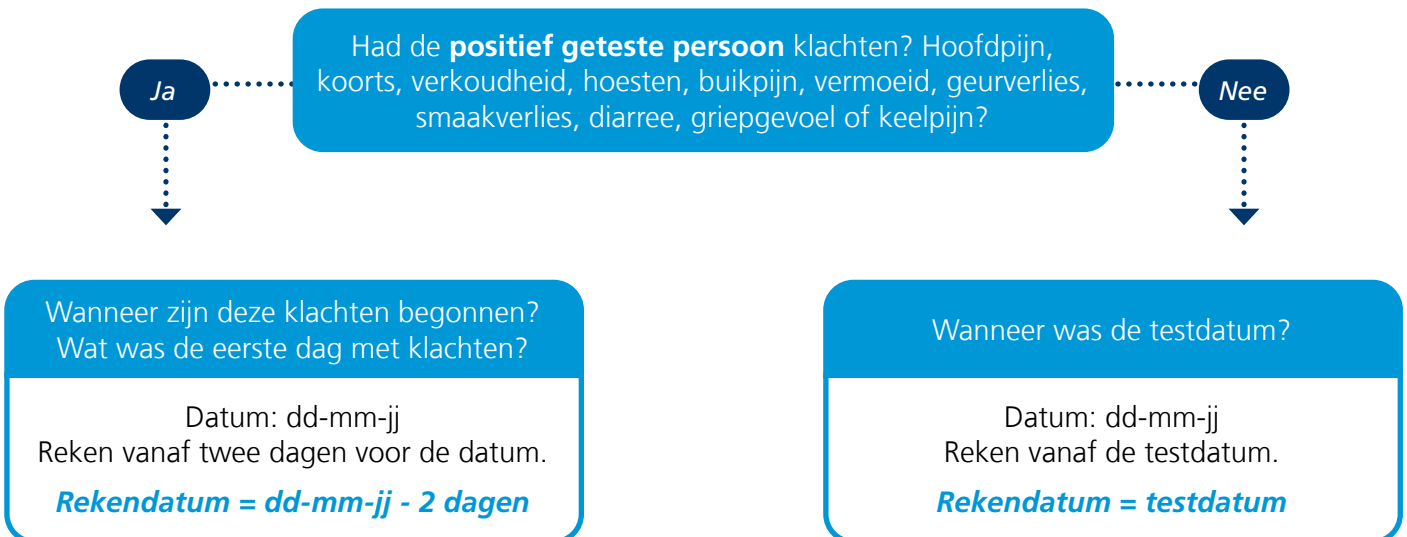 Had de positief geteste persoon klachten? Hoofdpijn,
koorts, verkoudheid, hoesten, buikpijn, vermoeid, geurverlies,
smaakverlies, diarree, griepgevoel of keelpijn?
Ja
Nee
Wanneer zijn deze klachten begonnen?
Wat was de eerste dag met klachten?
Datum: dd-mm-jj
Reken vanaf twee dagen voor de datum.
Rekendatum = dd-mm-jj - 2 dagen
Wanneer was de testdatum?
Datum: dd-mm-jj
Reken vanaf de testdatum.
Rekendatum = testdatum